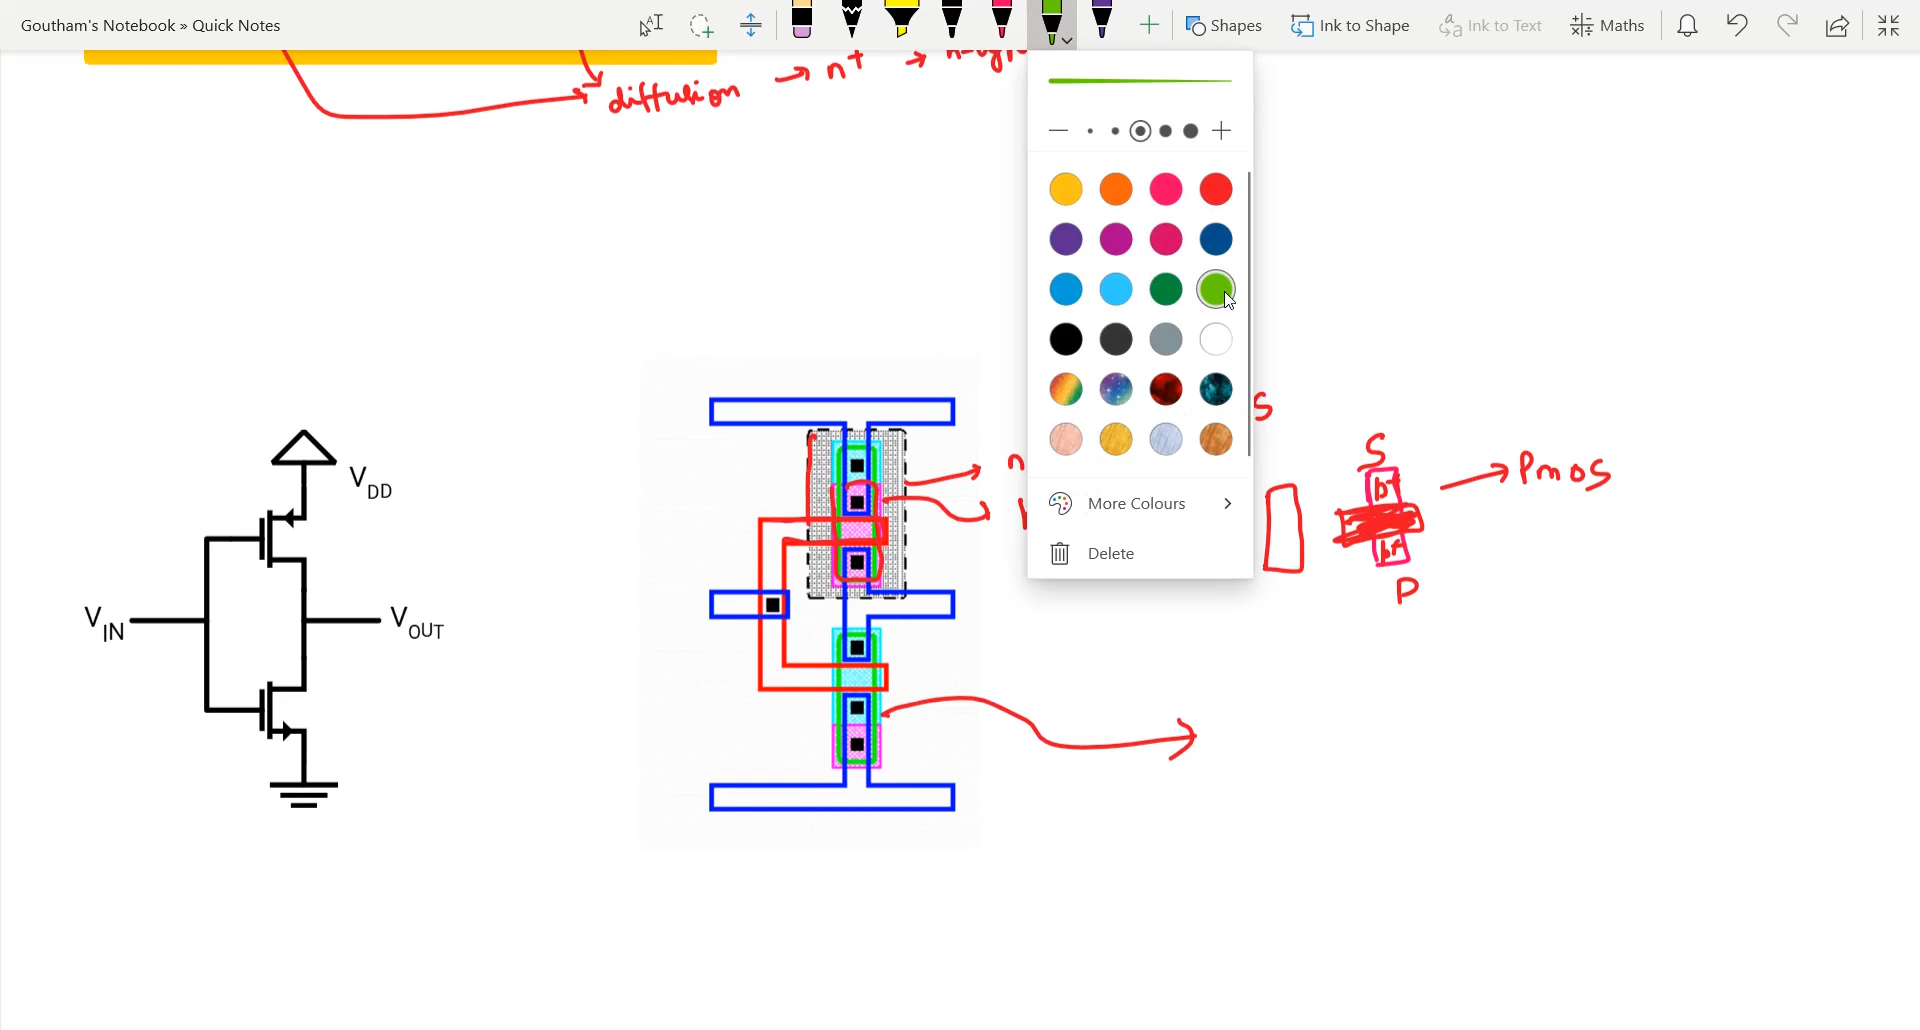 Goutham's Notebook » Quick Notes
Shapes
Ink to Shape
Ink to Text
Maths
diffusion → n+ →
More Colours
Delete
VDD
VIN
VOUT
n
S
S
p+
p+
D
PMOS